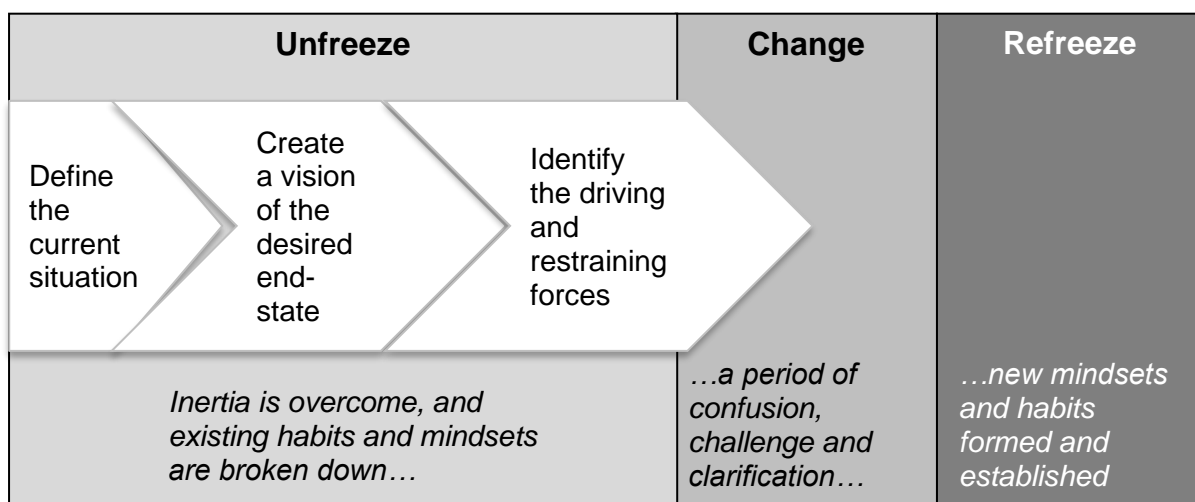 Unfreeze
Change
Refreeze
Define
the
current
situation
Create
a vision
of the
desired
end-
state
Identify
the driving
and
restraining
forces
Inertia is overcome, and
existing habits and mindsets
are broken down…
…a period of
confusion,
challenge and
clarification…
…new mindsets
and habits
formed and
established